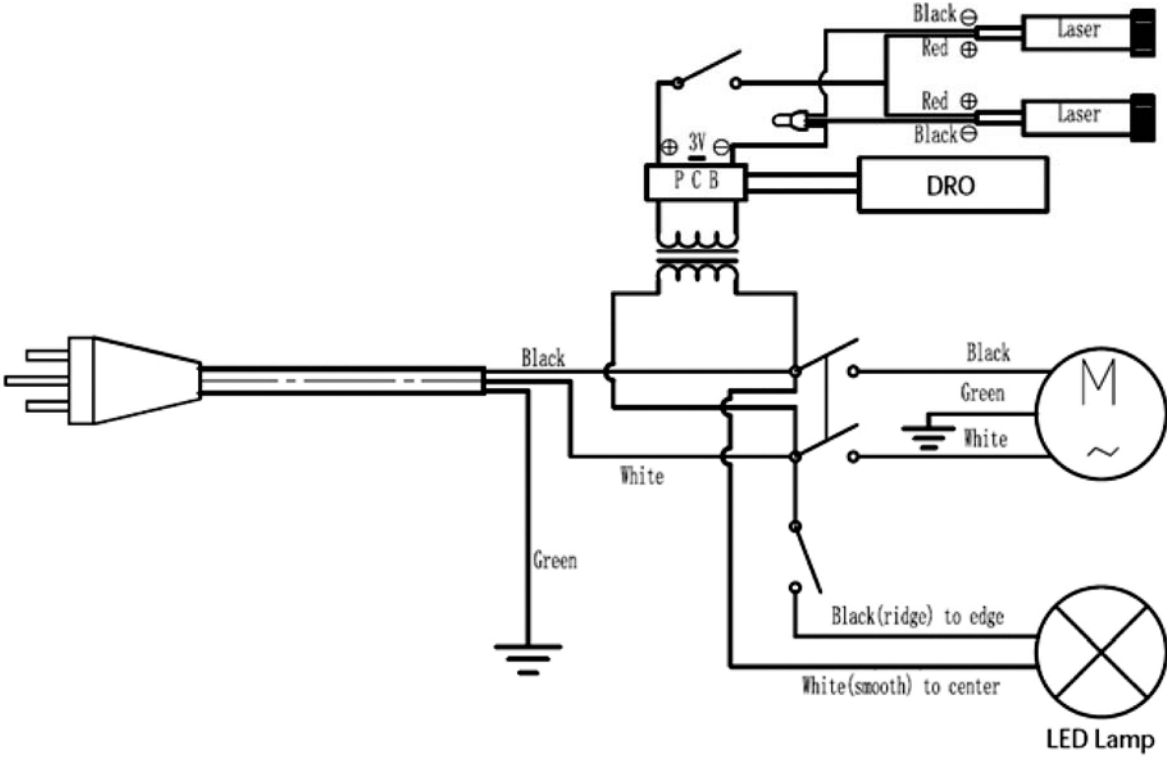 Black ⊖
Red ⊕
Laser
Red ⊕
Black ⊖
Laser
⊕ 3V ⊖
PCB
DRO
Black
White
Green
Black
Green
White
M
~
Black(ridge) to edge
White(smooth) to center
LED Lamp